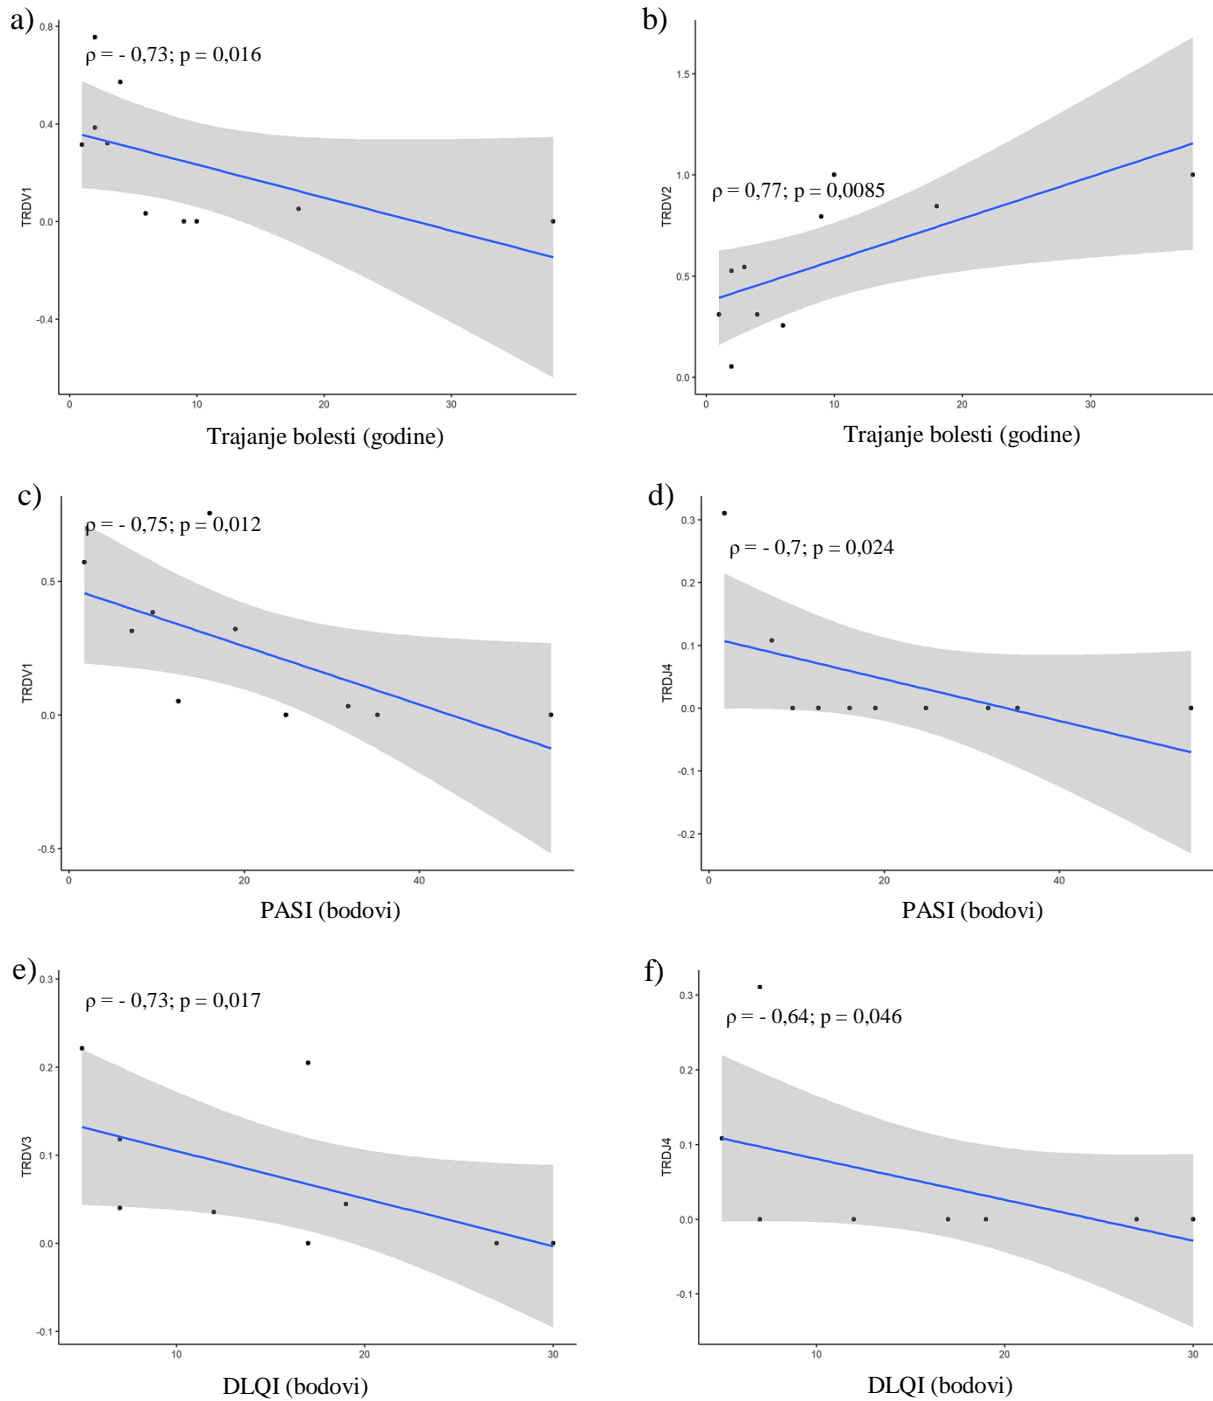 a)
ρ = - 0,73; p = 0,016
0.8
0.4
0.0
-0.4
TRDV1
0
10
20
30
Trajanje bolesti (godine)
b)
ρ = 0,77; p = 0,0085
1.5
1.0
0.5
0.0
TRDV2
0
10
20
30
Trajanje bolesti (godine)
c)
ρ = - 0,75; p = 0,012
0.5
0.0
-0.5
TRDV1
0
20
40
PASI (bodovi)
d)
ρ = - 0,7; p = 0,024
0.3
0.2
0.1
0.0
-0.1
-0.2
TRDJ4
0
20
40
PASI (bodovi)
e)
ρ = - 0,73; p = 0,017
0.3
0.2
0.1
0.0
-0.1
TRDV3
10
20
30
DLQI (bodovi)
f)
ρ = - 0,64; p = 0,046
0.3
0.2
0.1
0.0
-0.1
TRDJ4
10
20
30
DLQI (bodovi)